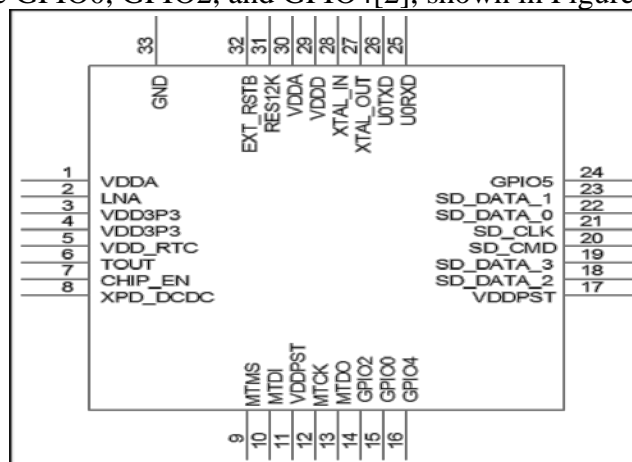 GPIO0, GPIO2, and GPIO4[2], shown in Figure
33 32 31 30 29 28 27 26 25
GND EXT_RSTB RES12K VDDA VDDD XTAL_IN XTAL_OUT U0TXD U0RXD
1 VDDA
2 LNA
3 VDD3P3
4 VDD3P3
5 VDD_RTC
6 TOUT
7 CHIP_EN
8 XPD_DCDC
GPIO5 24
SD_DATA_1 23
SD_DATA_0 22
SD_CLK 21
SD_CMD 20
SD_DATA_3 19
SD_DATA_2 18
VDDPST 17
MTMS MTDI VDDPST MTCK MTDO GPIO2 GPIO0 GPIO4
9 10 11 12 13 14 15 16